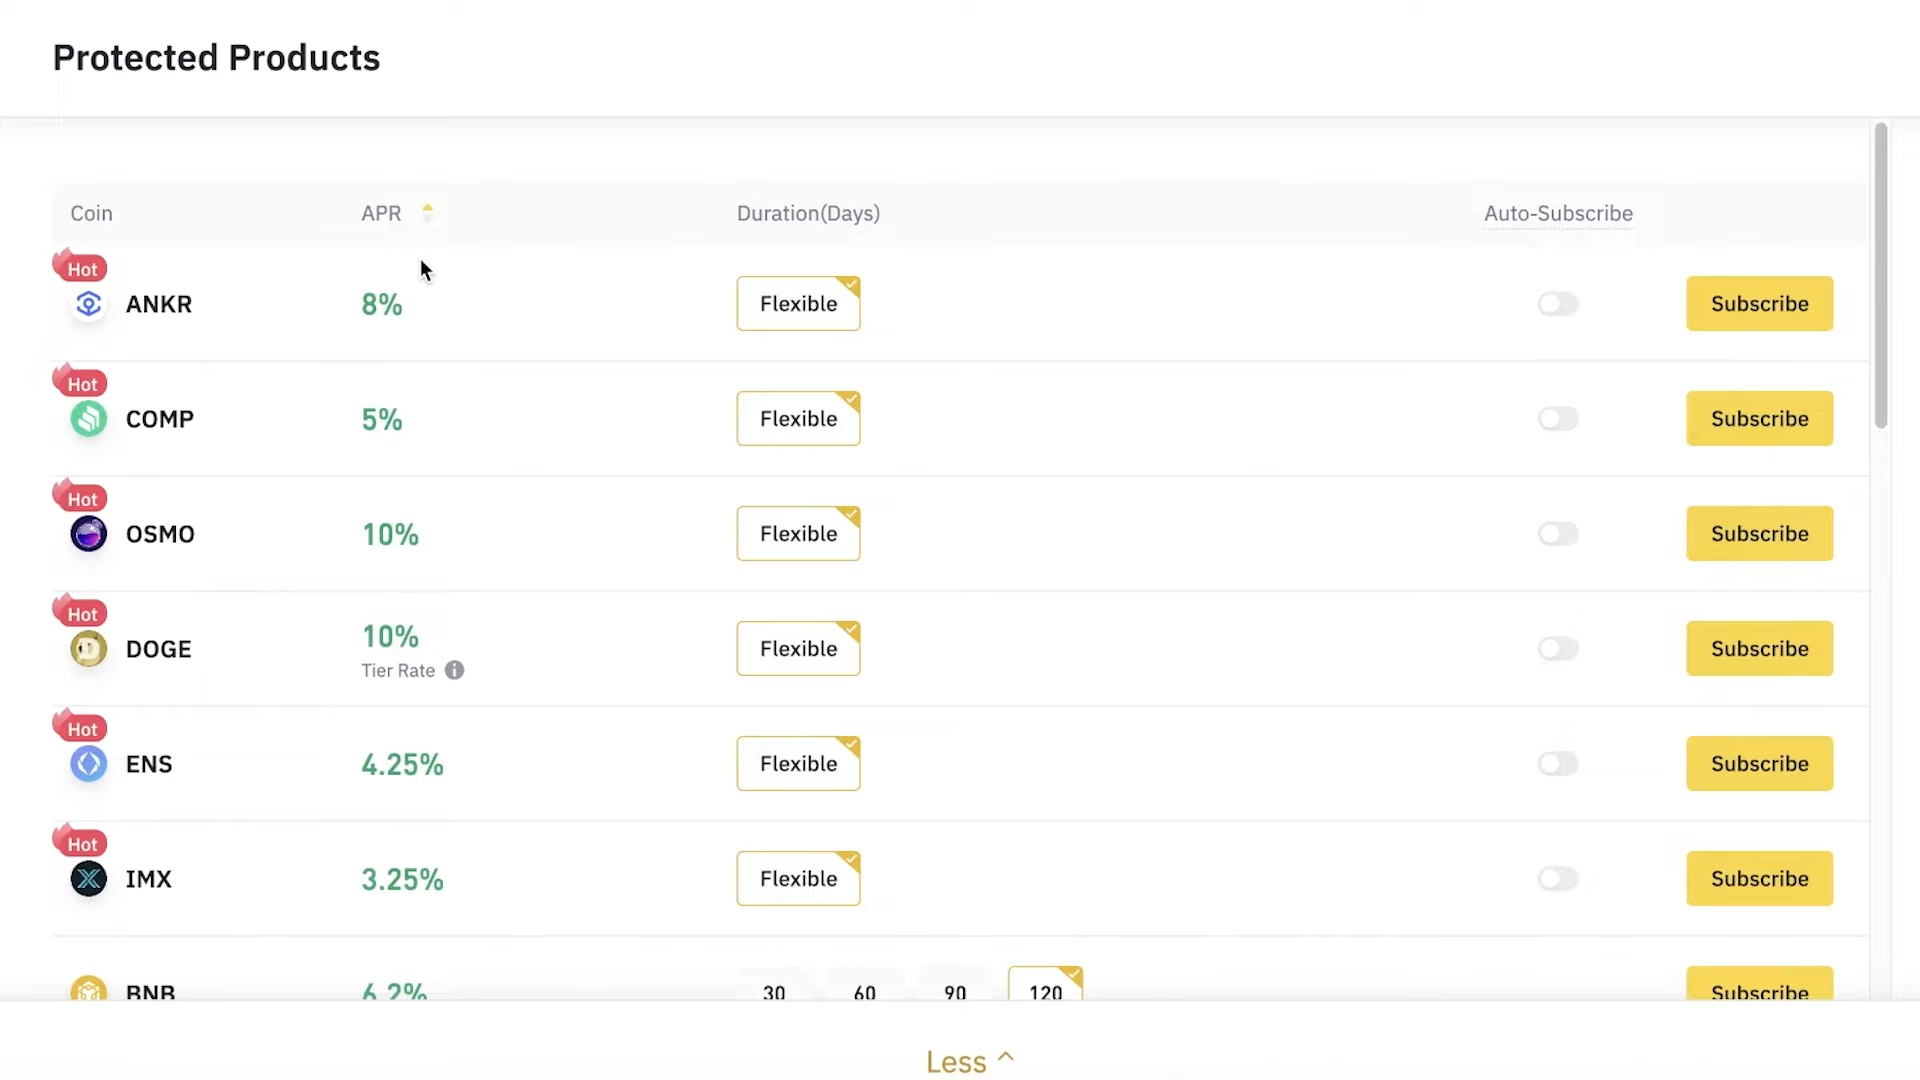 Protected Products
Coin APR Duration(Days) Auto-Subscribe
Hot
ANKR 8% Flexible Subscribe
Hot
COMP 5% Flexible Subscribe
Hot
OSMO 10% Flexible Subscribe
Hot
DOGE 10% Flexible Subscribe
Tier Rate
Hot
ENS 4.25% Flexible Subscribe
Hot
IMX 3.25% Flexible Subscribe
BNB 6.2% 30 60 90 120 Subscribe
Less